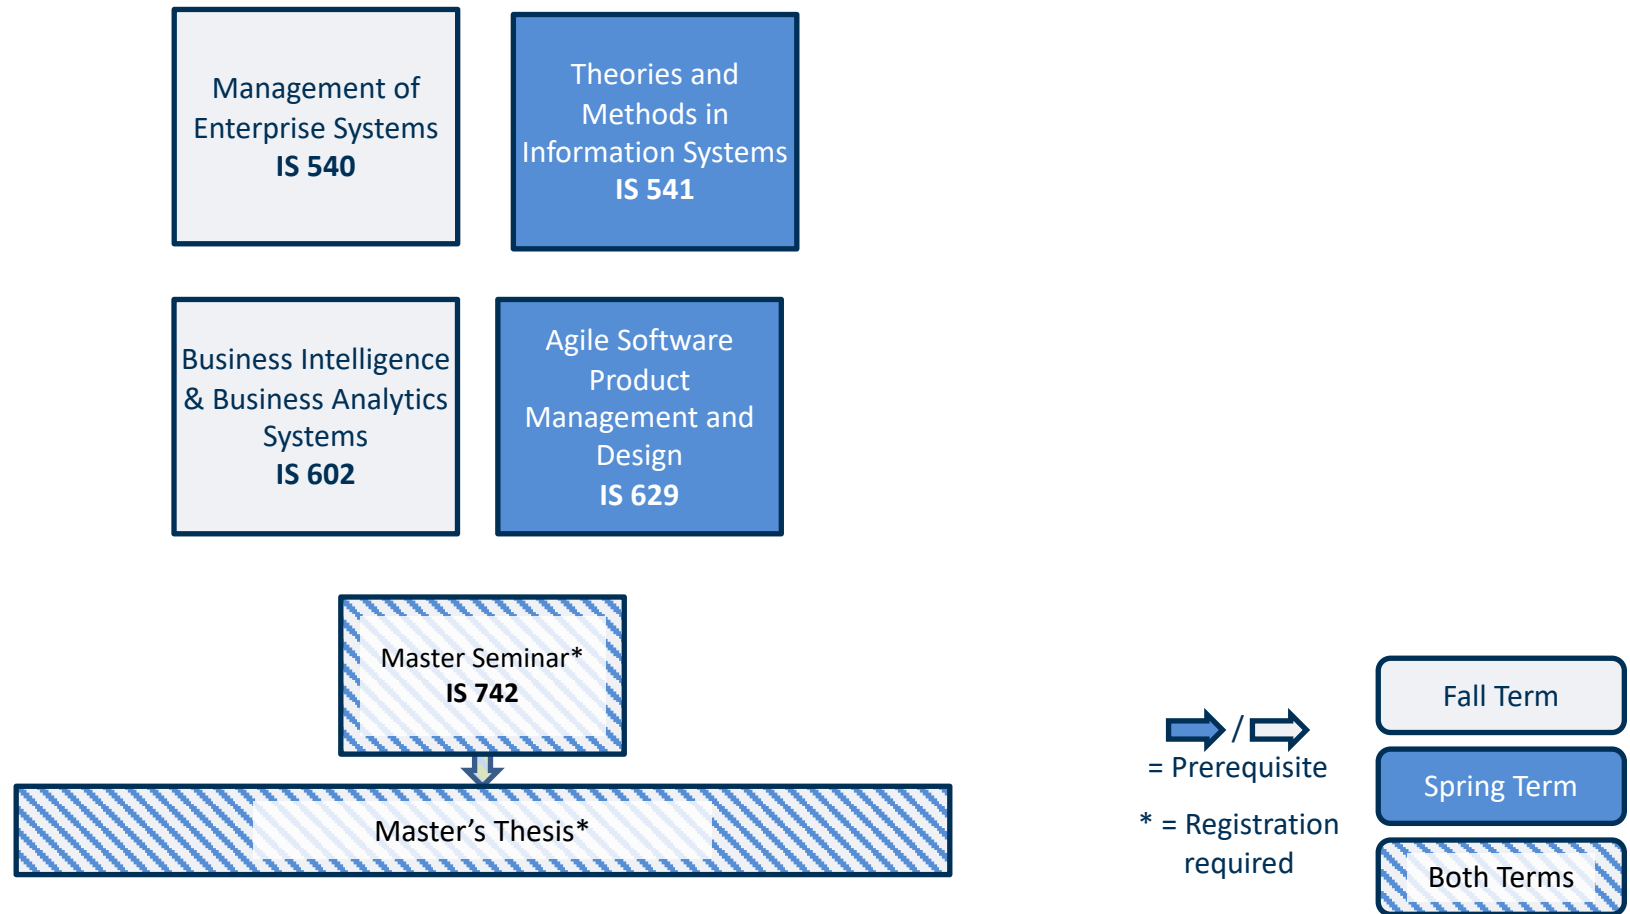 Management of
Enterprise Systems
IS 540
Theories and
Methods in
Information Systems
IS 541
Business Intelligence
& Business Analytics
Systems
IS 602
Agile Software
Product
Management and
Design
IS 629
Master Seminar*
IS 742
Master’s Thesis*
/
= Prerequisite
* = Registration
required
Fall Term
Spring Term
Both Terms